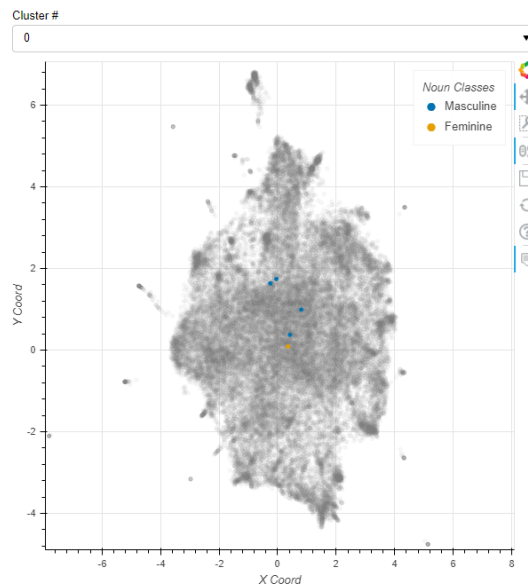 Cluster #
0
Noun Classes
Masculine
Feminine
6
4
2
0
-2
-4
Y Coord
-6
-4
-2
0
2
4
6
8
X Coord